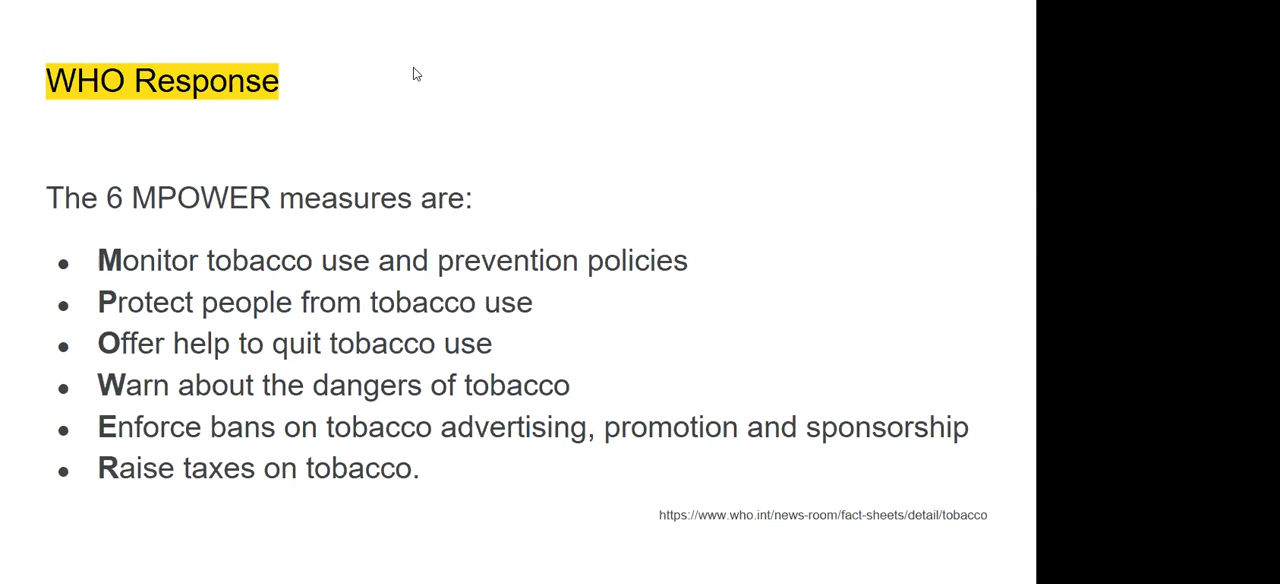 WHO Response
The 6 MPOWER measures are:
● Monitor tobacco use and prevention policies
● Protect people from tobacco use
● Offer help to quit tobacco use
● Warn about the dangers of tobacco
● Enforce bans on tobacco advertising, promotion and sponsorship
● Raise taxes on tobacco.
https://www.who.int/news-room/fact-sheets/detail/tobacco